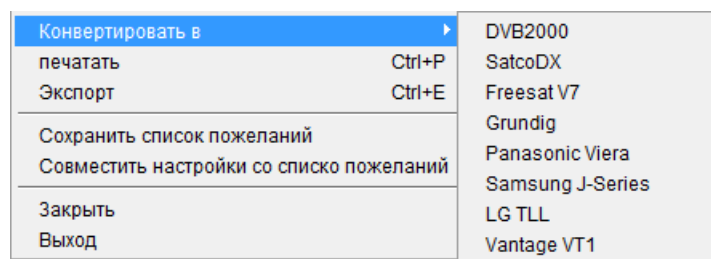 Конвертировать в
печатать Ctrl+P
Экспорт Ctrl+E
Сохранить список пожеланий
Совместить настройки со списко пожеланий
Закрыть
Выход
DVB2000
SatcoDX
Freesat V7
Grundig
Panasonic Viera
Samsung J-Series
LG TLL
Vantage VT1